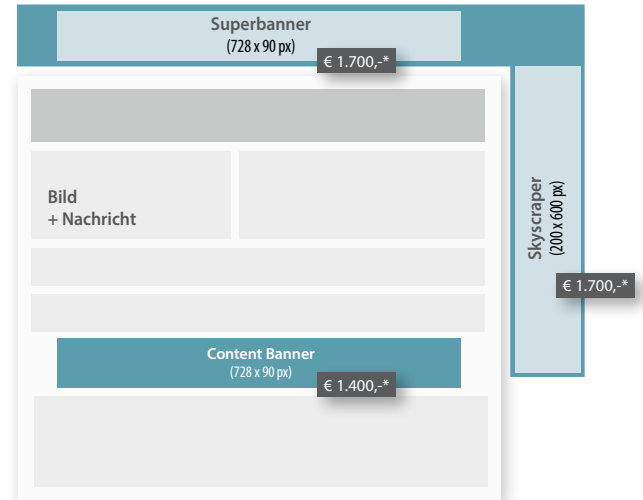 Superbanner
(728 x 90 px)
€ 1.700,-*
Bild
+ Nachricht
Skyscraper
(200 x 600 px)
€ 1.700,-*
Content Banner
(728 x 90 px)
€ 1.400,-*